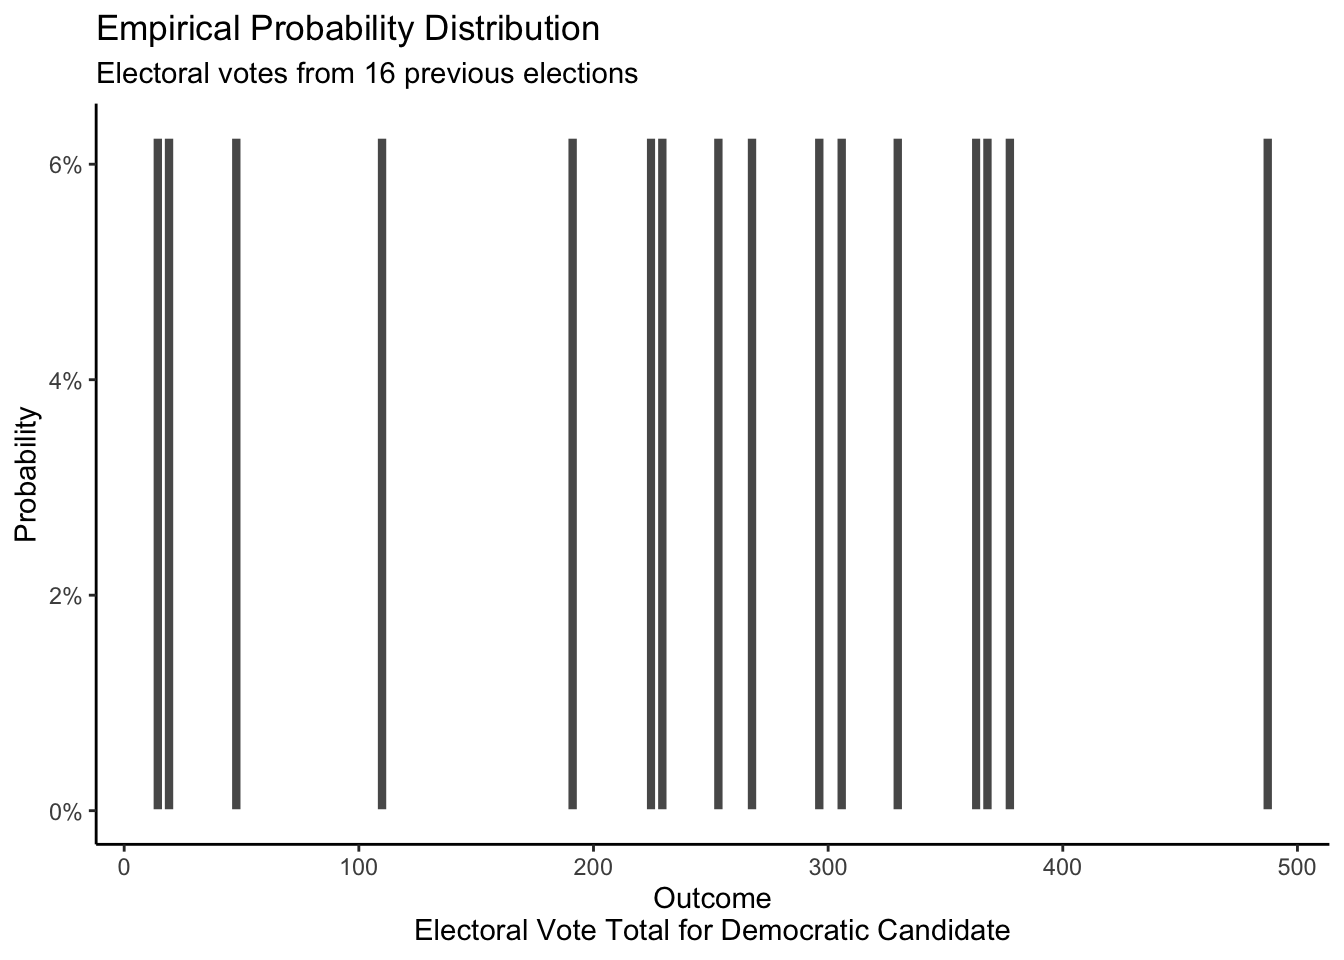 Empirical Probability Distribution
Electoral votes from 16 previous elections
6%
4%
2%
0%
Probability
0 100 200 300 400 500
Outcome
Electoral Vote Total for Democratic Candidate